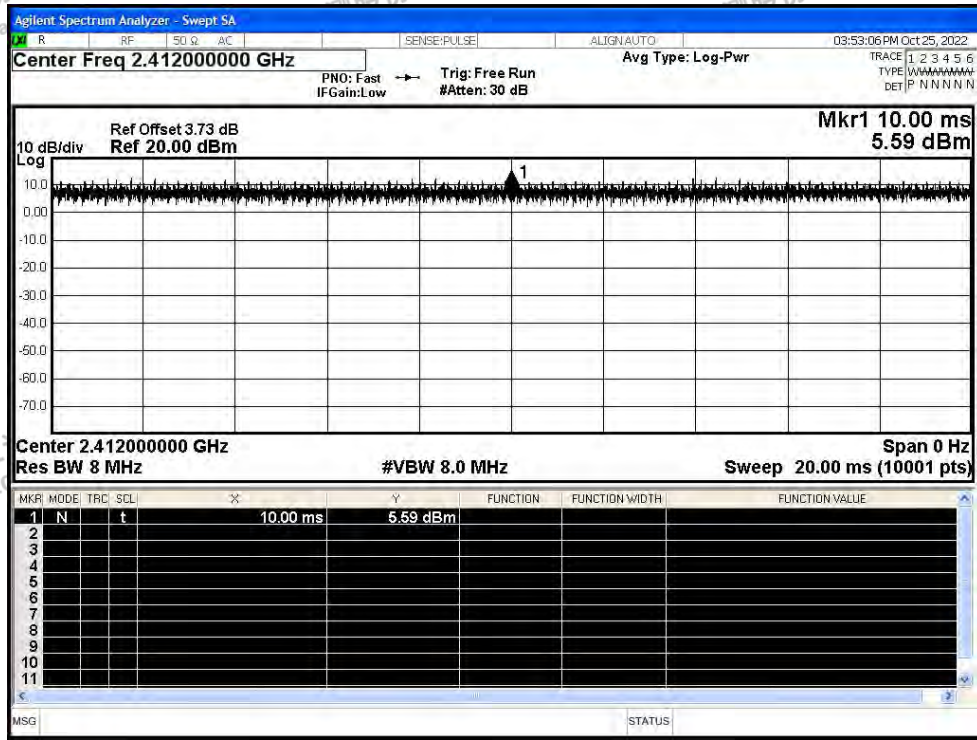 Agilent Spectrum Analyzer - Swept SA
LXI R RF 50 Ω AC SENSE:PULSE ALIGN AUTO 03:53:06 PM Oct 25, 2022
Center Freq 2.412000000 GHz
Avg Type: Log-Pwr
TRACE 1 2 3 4 5 6
TYPE WWWWWW
DET P N N N N N
PNO: Fast
IFGain:Low
Trig: Free Run
#Atten: 30 dB
Mkr1 10.00 ms
5.59 dBm
Ref Offset 3.73 dB
10 dB/div Ref 20.00 dBm
Log
1
10.0
0.00
-10.0
-20.0
-30.0
-40.0
-50.0
-60.0
-70.0
Center 2.412000000 GHz Span 0 Hz
Res BW 8 MHz #VBW 8.0 MHz Sweep 20.00 ms (10001 pts)
MKR MODE TRC SCL X Y FUNCTION FUNCTION WIDTH FUNCTION VALUE
1 N t 10.00 ms 5.59 dBm
2
3
4
5
6
7
8
9
10
11
MSG STATUS